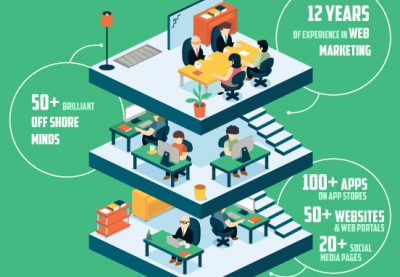 12 YEARS
OF EXPERIENCE IN WEB
MARKETING
50+ BRILLIANT
OFF SHORE
MINDS
100+ APPS
ON APP STORES
50+ WEBSITES
& WEB PORTALS
20+ SOCIAL
MEDIA PAGES